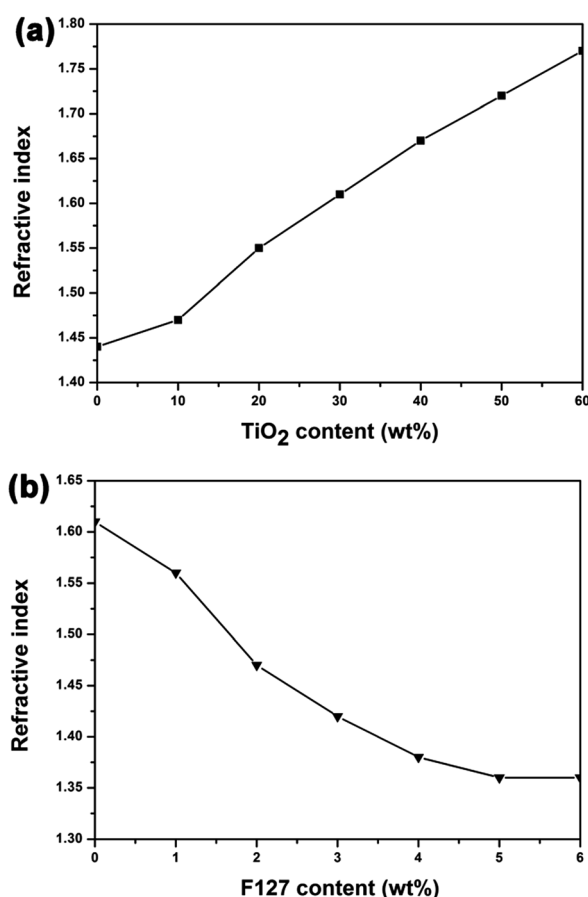 (a)
1.80
1.75
1.70
1.65
1.60
1.55
1.50
1.45
1.40
Refractive index
0 10 20 30 40 50 60
TiO2 content (wt%)
(b)
1.65
1.60
1.55
1.50
1.45
1.40
1.35
1.30
Refractive index
0 1 2 3 4 5 6
F127 content (wt%)